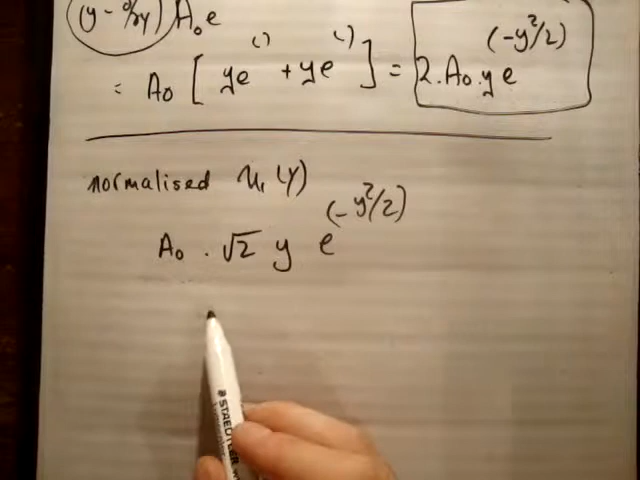 (y - ∂/∂y) A₀ e
= A₀ [ ye^( ) + ye^( ) ] = 2.A₀.y e^(-y²/2)
normalised u₁(y)
A₀ . √2 y e^(-y²/2)
STAEDTLER